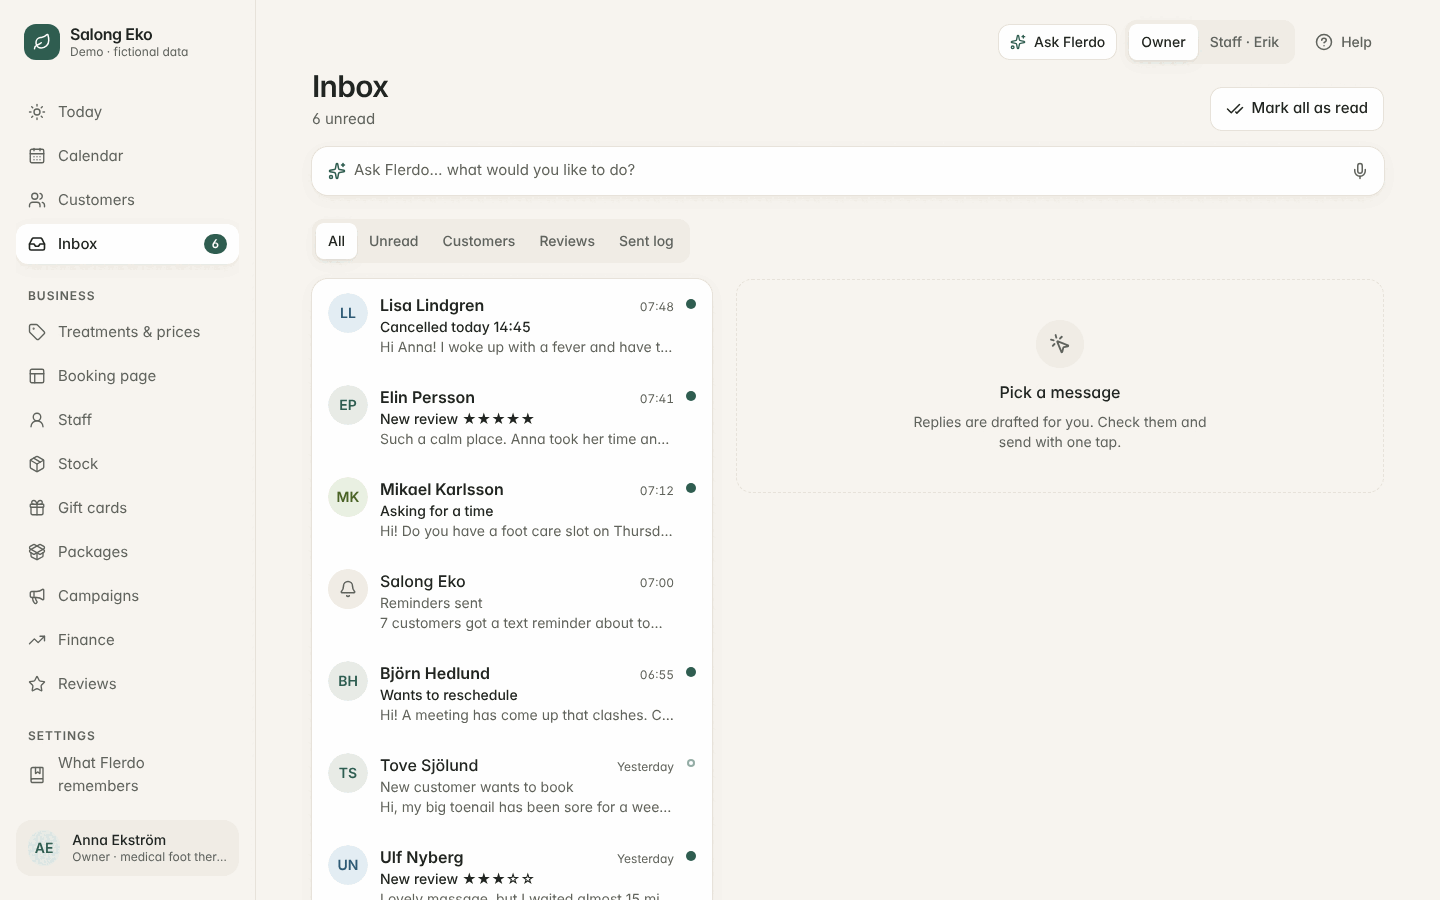 Salong Eko
Demo · fictional data
Today
Calendar
Customers
Inbox
6
BUSINESS
Treatments & prices
Booking page
Staff
Stock
Gift cards
Packages
Campaigns
Finance
Reviews
SETTINGS
What Flerdo
remembers
AE
Anna Ekström
Owner · medical foot ther...
Ask Flerdo
Owner
Staff · Erik
Help
Inbox
6 unread
Mark all as read
Ask Flerdo... what would you like to do?
All
Unread
Customers
Reviews
Sent log
LL
Lisa Lindgren
07:48
Cancelled today 14:45
Hi Anna! I woke up with a fever and have t...
EP
Elin Persson
07:41
New review ★★★★★
Such a calm place. Anna took her time an...
MK
Mikael Karlsson
07:12
Asking for a time
Hi! Do you have a foot care slot on Thursd...
Salong Eko
07:00
Reminders sent
7 customers got a text reminder about to...
BH
Björn Hedlund
06:55
Wants to reschedule
Hi! A meeting has come up that clashes. C...
TS
Tove Sjölund
Yesterday
New customer wants to book
Hi, my big toenail has been sore for a wee...
UN
Ulf Nyberg
Yesterday
New review ★★★☆☆
Lovely massage, but I waited almost 15 mi...
Pick a message
Replies are drafted for you. Check them and
send with one tap.